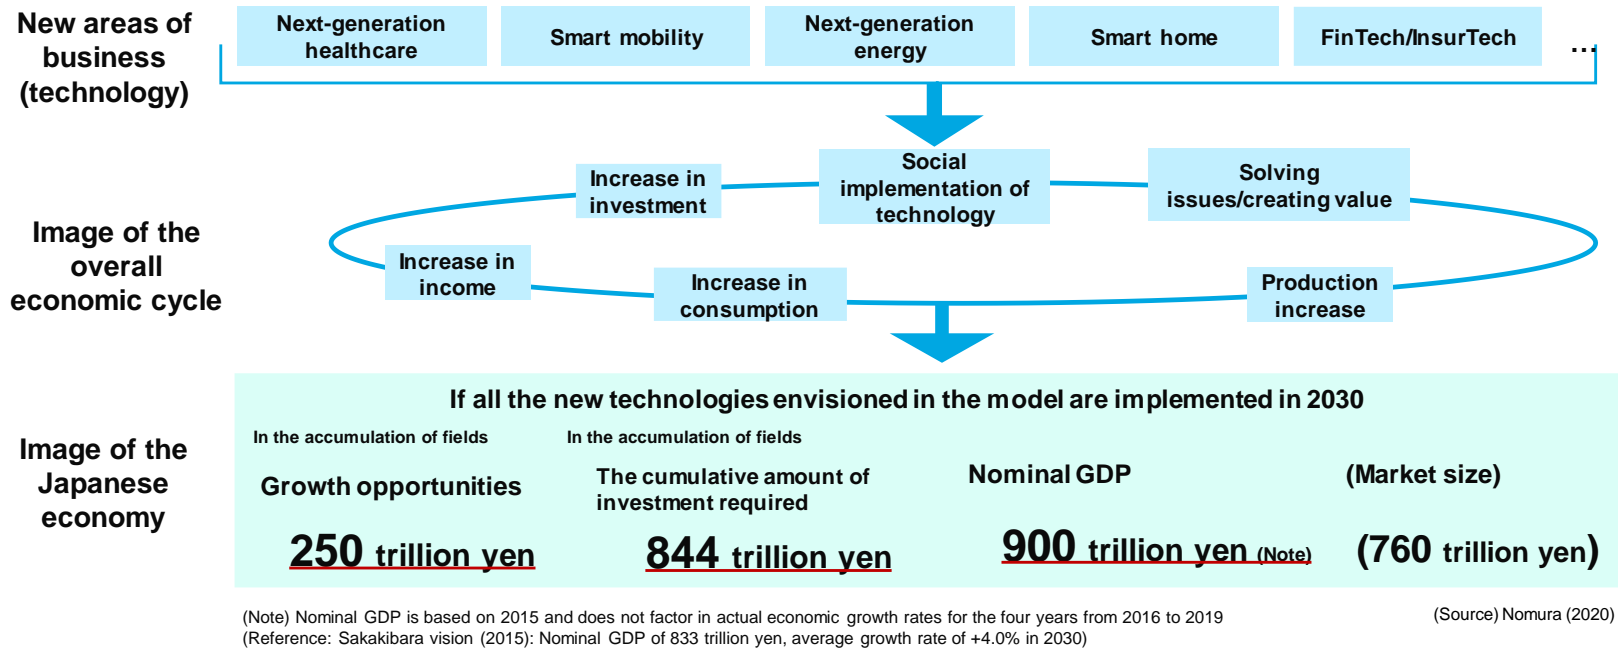 New areas of
business
(technology)
Next-generation
healthcare
Smart mobility
Next-generation
energy
Smart home
FinTech/InsurTech
...
Image of the
overall
economic cycle
Increase in
investment
Social
implementation of
technology
Solving
issues/creating value
Increase in
income
Increase in
consumption
Production
increase
Image of the
Japanese
economy
If all the new technologies envisioned in the model are implemented in 2030
In the accumulation of fields
Growth opportunities
250 trillion yen
In the accumulation of fields
The cumulative amount of
investment required
844 trillion yen
Nominal GDP
900 trillion yen (Note)
(Market size)
(760 trillion yen)
(Note) Nominal GDP is based on 2015 and does not factor in actual economic growth rates for the four years from 2016 to 2019
(Reference: Sakakibara vision (2015): Nominal GDP of 833 trillion yen, average growth rate of +4.0% in 2030)
(Source) Nomura (2020)